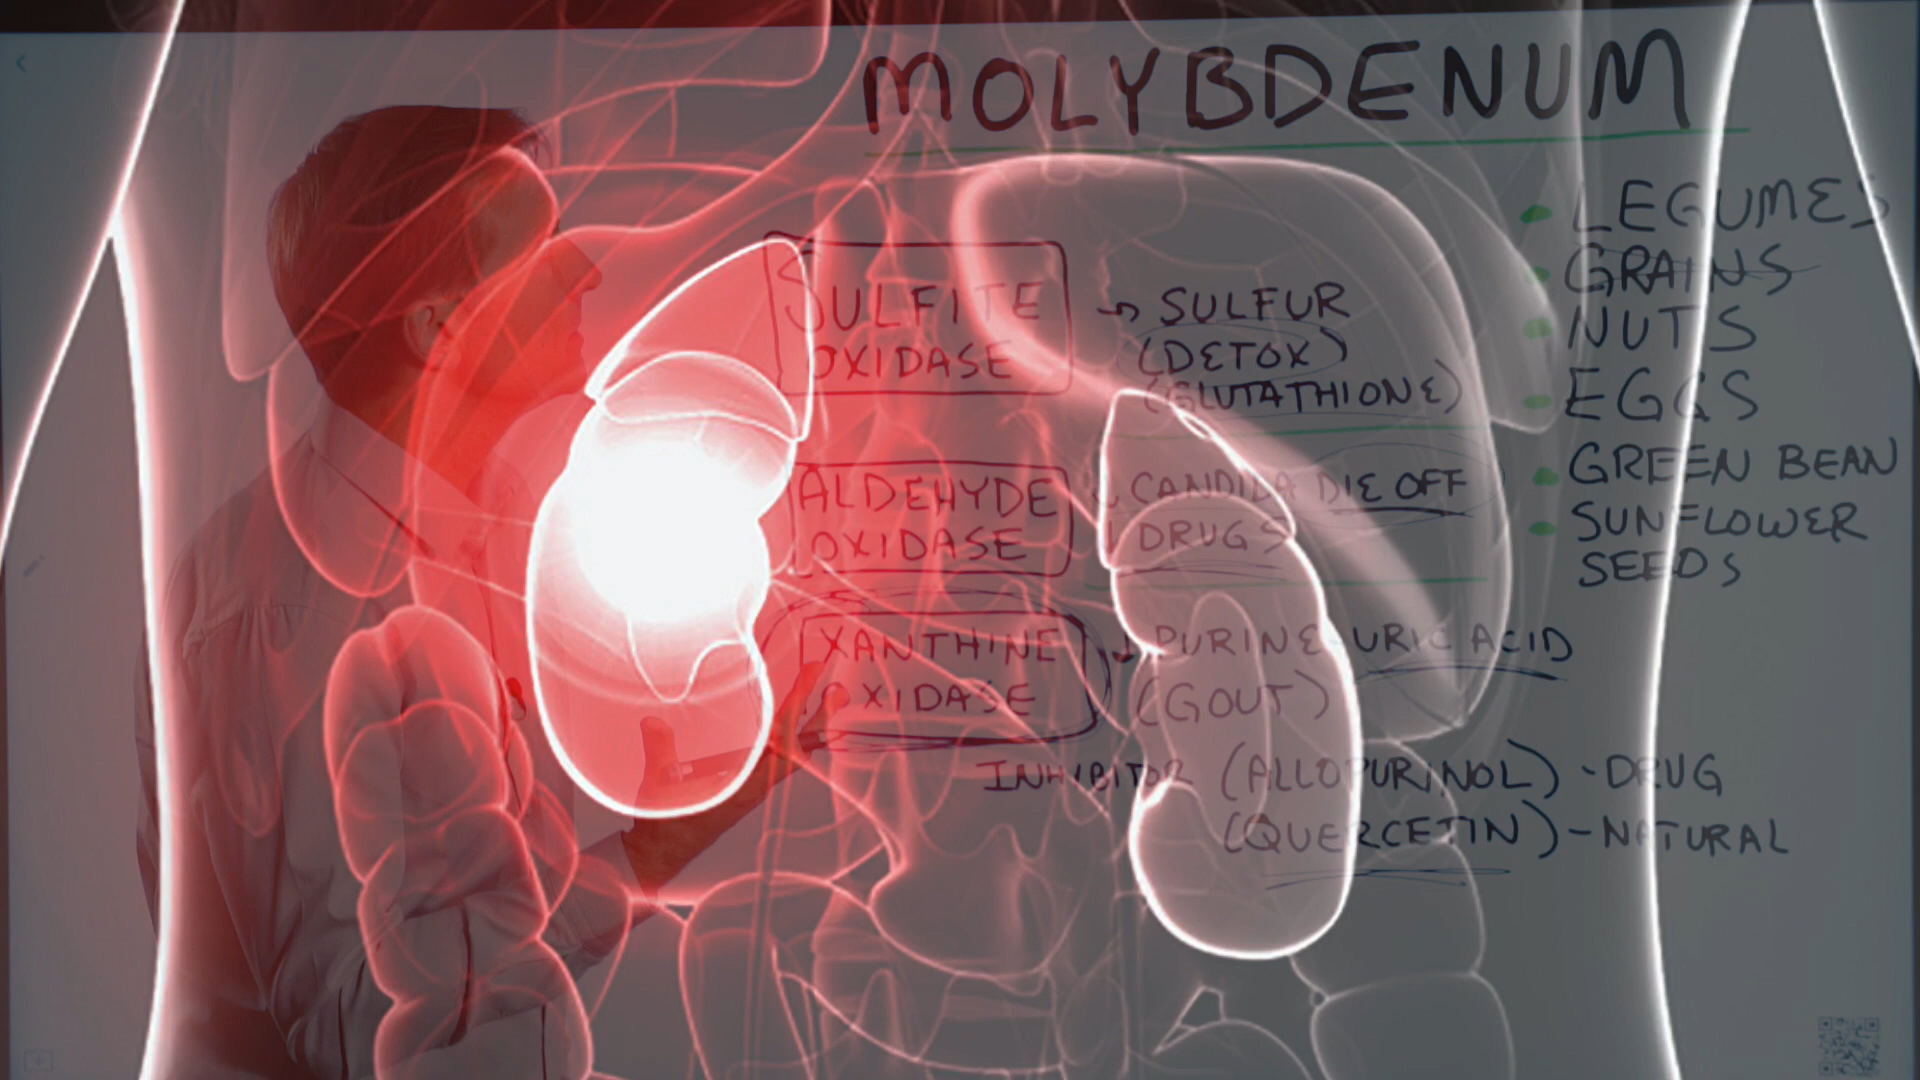 MOLYBDENUM
SULFITE
OXIDASE
→ SULFUR
(DETOX)
(GLUTATHIONE)
ALDEHYDE
OXIDASE
↓ CANDIDA DIE OFF
↓ DRUGS
XANTHINE
OXIDASE
↓ PURINE URIC ACID
(GOUT)
INHIBITOR (ALLOPURINOL) - DRUG
(QUERCETIN) - NATURAL
• LEGUMES
• GRAINS
• NUTS
• EGGS
• GREEN BEAN
• SUNFLOWER
SEEDS